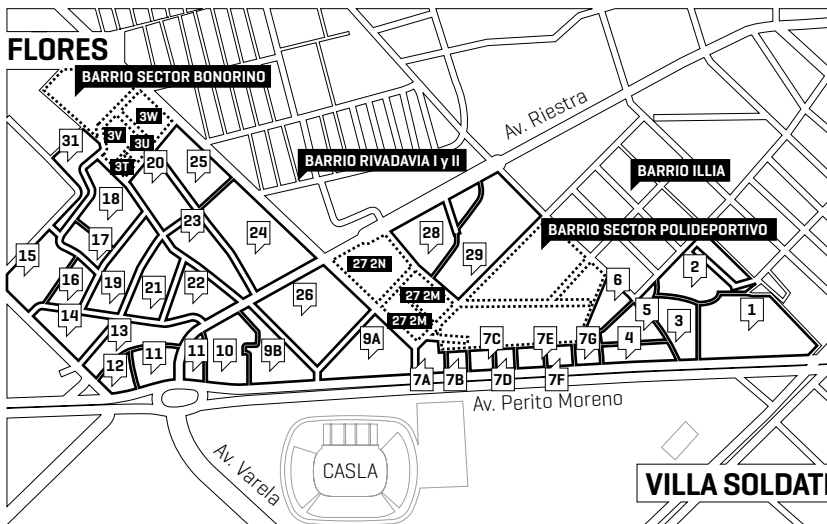 FLORES
BARRIO SECTOR BONORINO
3W
3V
3U
3T
31
20
25
Av. Riestra
BARRIO RIVADAVIA I y II
BARRIO ILLIA
18
23
24
17
BARRIO SECTOR POLIDEPORTIVO
28
29
15
16
19
21
22
27 2N
27 2M
27 2M
26
6
2
5
3
1
4
14
13
12
11
11
10
9B
9A
7C
7E
7G
7A
7B
7D
7F
Av. Perito Moreno
Av. Varela
CASLA